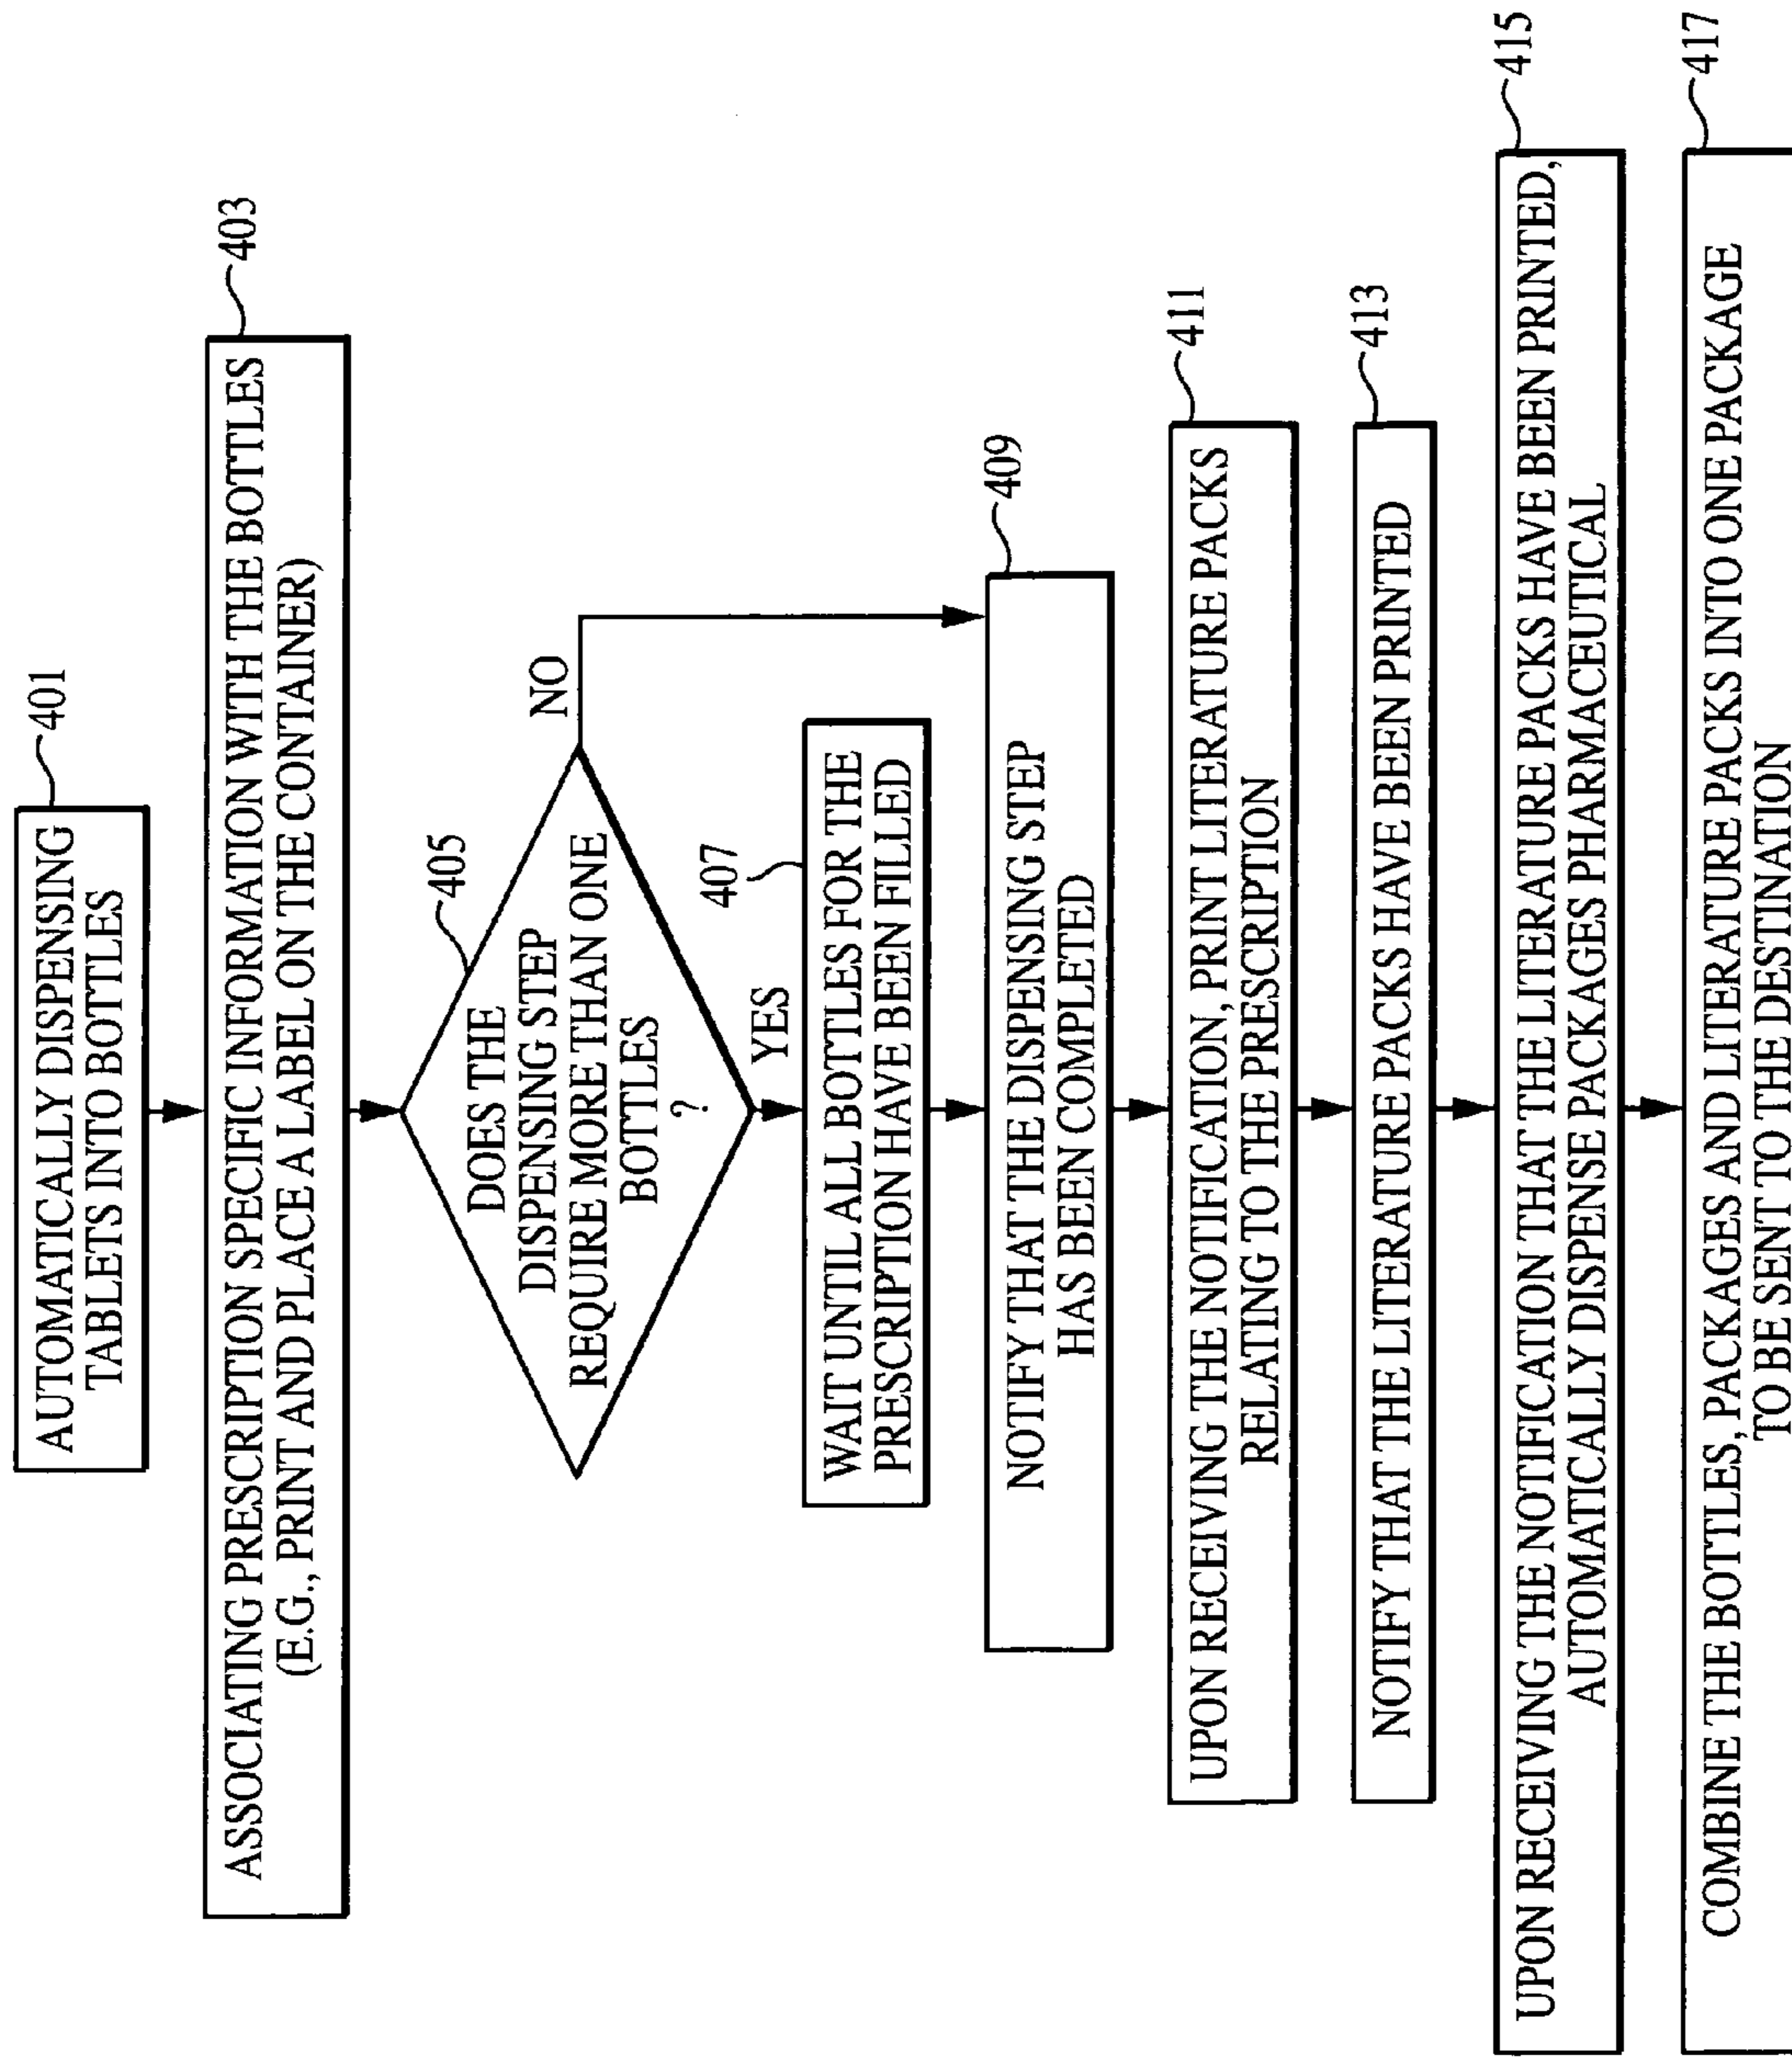 AUTOMATICALLY DISPENSING
TABLETS INTO BOTTLES
401
ASSOCIATING PRESCRIPTION SPECIFIC INFORMATION WITH THE BOTTLES
(E.G., PRINT AND PLACE A LABEL ON THE CONTAINER)
403
DOES THE
DISPENSING STEP
REQUIRE MORE THAN ONE
BOTTLES
?
405
NO
YES
407
WAIT UNTIL ALL BOTTLES FOR THE
PRESCRIPTION HAVE BEEN FILLED
NOTIFY THAT THE DISPENSING STEP
HAS BEEN COMPLETED
409
UPON RECEIVING THE NOTIFICATION, PRINT LITERATURE PACKS
RELATING TO THE PRESCRIPTION
411
NOTIFY THAT THE LITERATURE PACKS HAVE BEEN PRINTED
413
UPON RECEIVING THE NOTIFICATION THAT THE LITERATURE PACKS HAVE BEEN PRINTED,
AUTOMATICALLY DISPENSE PACKAGES PHARMACEUTICAL
415
COMBINE THE BOTTLES, PACKAGES AND LITERATURE PACKS INTO ONE PACKAGE
TO BE SENT TO THE DESTINATION
417